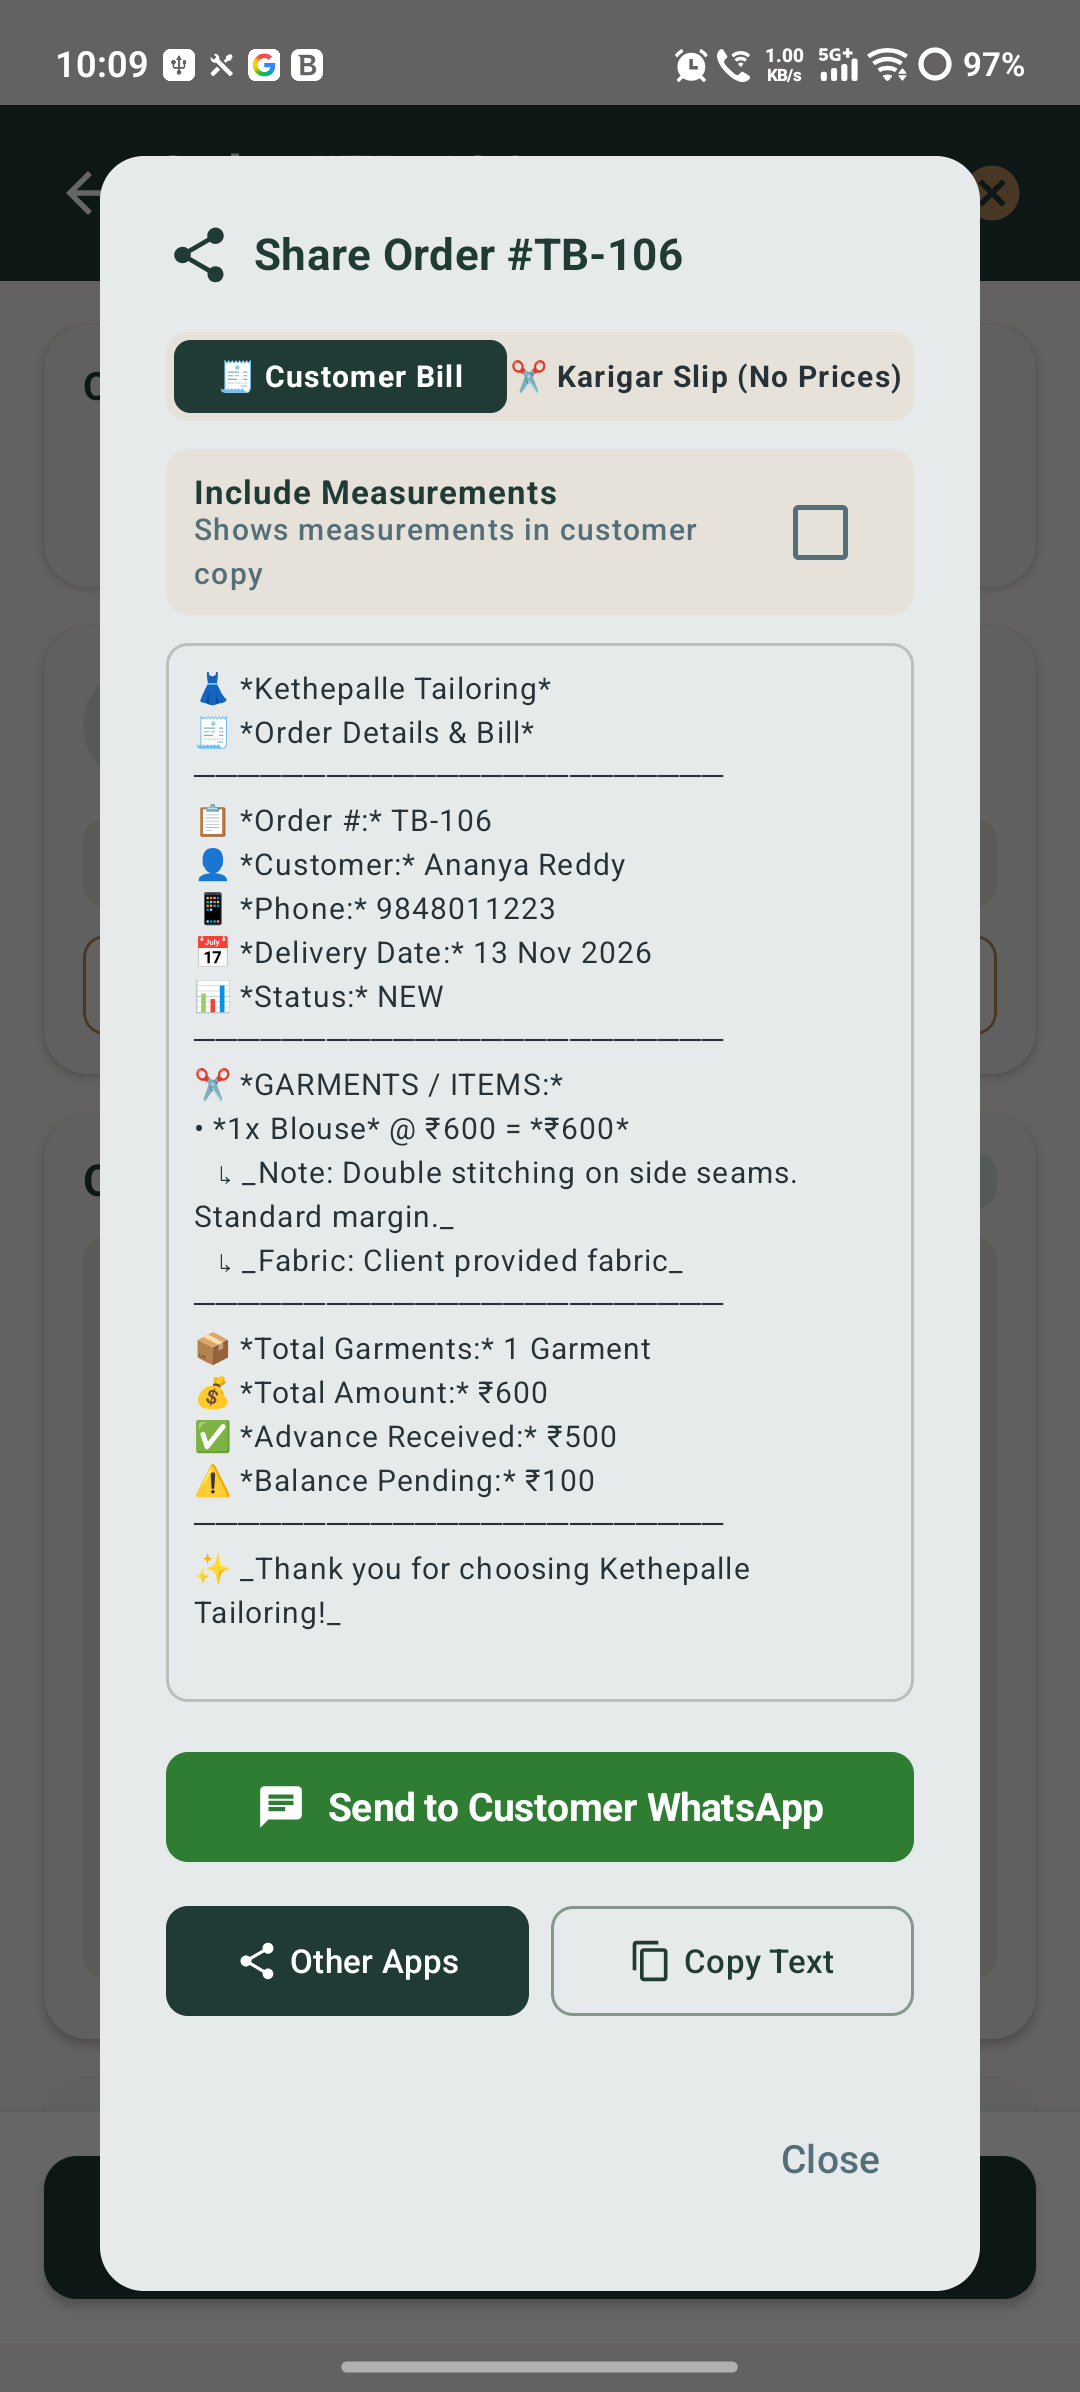 10:09
1.00 KB/s 5G+ 97%
Share Order #TB-106
🧾 Customer Bill ✂️ Karigar Slip (No Prices)
Include Measurements
Shows measurements in customer
copy
👗 *Kethepalle Tailoring*
🧾 *Order Details & Bill*
————————————————————————
📋 *Order #:* TB-106
👤 *Customer:* Ananya Reddy
📱 *Phone:* 9848011223
📅 *Delivery Date:* 13 Nov 2026
📊 *Status:* NEW
————————————————————————
✂️ *GARMENTS / ITEMS:*
• *1x Blouse* @ ₹600 = *₹600*
↳ _Note: Double stitching on side seams.
Standard margin._
↳ _Fabric: Client provided fabric_
————————————————————————
📦 *Total Garments:* 1 Garment
💰 *Total Amount:* ₹600
✅ *Advance Received:* ₹500
⚠️ *Balance Pending:* ₹100
————————————————————————
✨ _Thank you for choosing Kethepalle
Tailoring!_
Send to Customer WhatsApp
Other Apps
Copy Text
Close